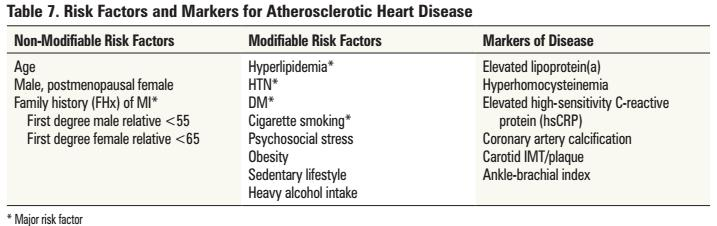 Table 7. Risk Factors and Markers for Atherosclerotic Heart Disease
Non-Modifiable Risk Factors
Modifiable Risk Factors
Markers of Disease
Age
Male, postmenopausal female
Family history (FHx) of MI*
First degree male relative <55
First degree female relative <65
Hyperlipidemia*
HTN*
DM*
Cigarette smoking*
Psychosocial stress
Obesity
Sedentary lifestyle
Heavy alcohol intake
Elevated lipoprotein(a)
Hyperhomocysteinemia
Elevated high-sensitivity C-reactive
protein (hsCRP)
Coronary artery calcification
Carotid IMT/plaque
Ankle-brachial index
* Major risk factor